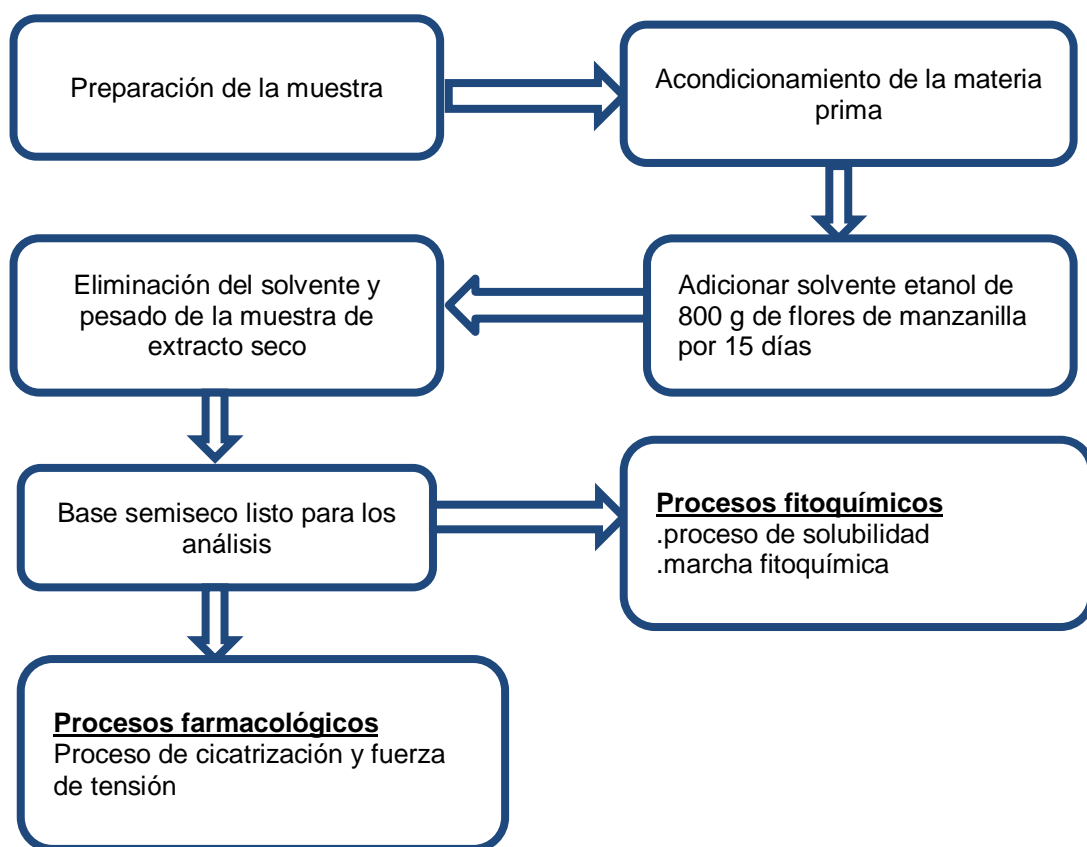 Preparación de la muestra
Acondicionamiento de la materia
prima
Adicionar solvente etanol de
800 g de flores de manzanilla
por 15 días
Eliminación del solvente y
pesado de la muestra de
extracto seco
Base semiseco listo para los
análisis
Procesos fitoquímicos
.proceso de solubilidad
.marcha fitoquímica
Procesos farmacológicos
Proceso de cicatrización y fuerza
de tensión